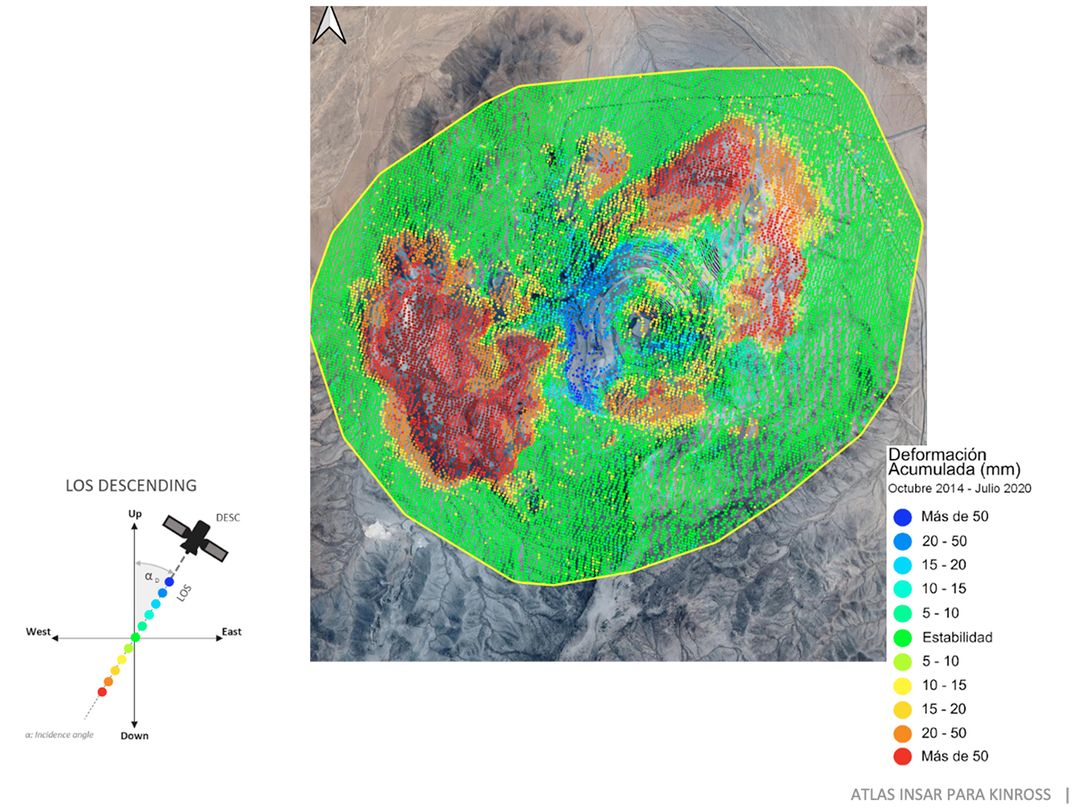 LOS DESCENDING
Up
DESC
α D
LOS
West
East
α: Incidence angle
Down
Deformación
Acumulada (mm)
Octubre 2014 - Julio 2020
Más de 50
20 - 50
15 - 20
10 - 15
5 - 10
Estabilidad
5 - 10
10 - 15
15 - 20
20 - 50
Más de 50
ATLAS INSAR PARA KINROSS |